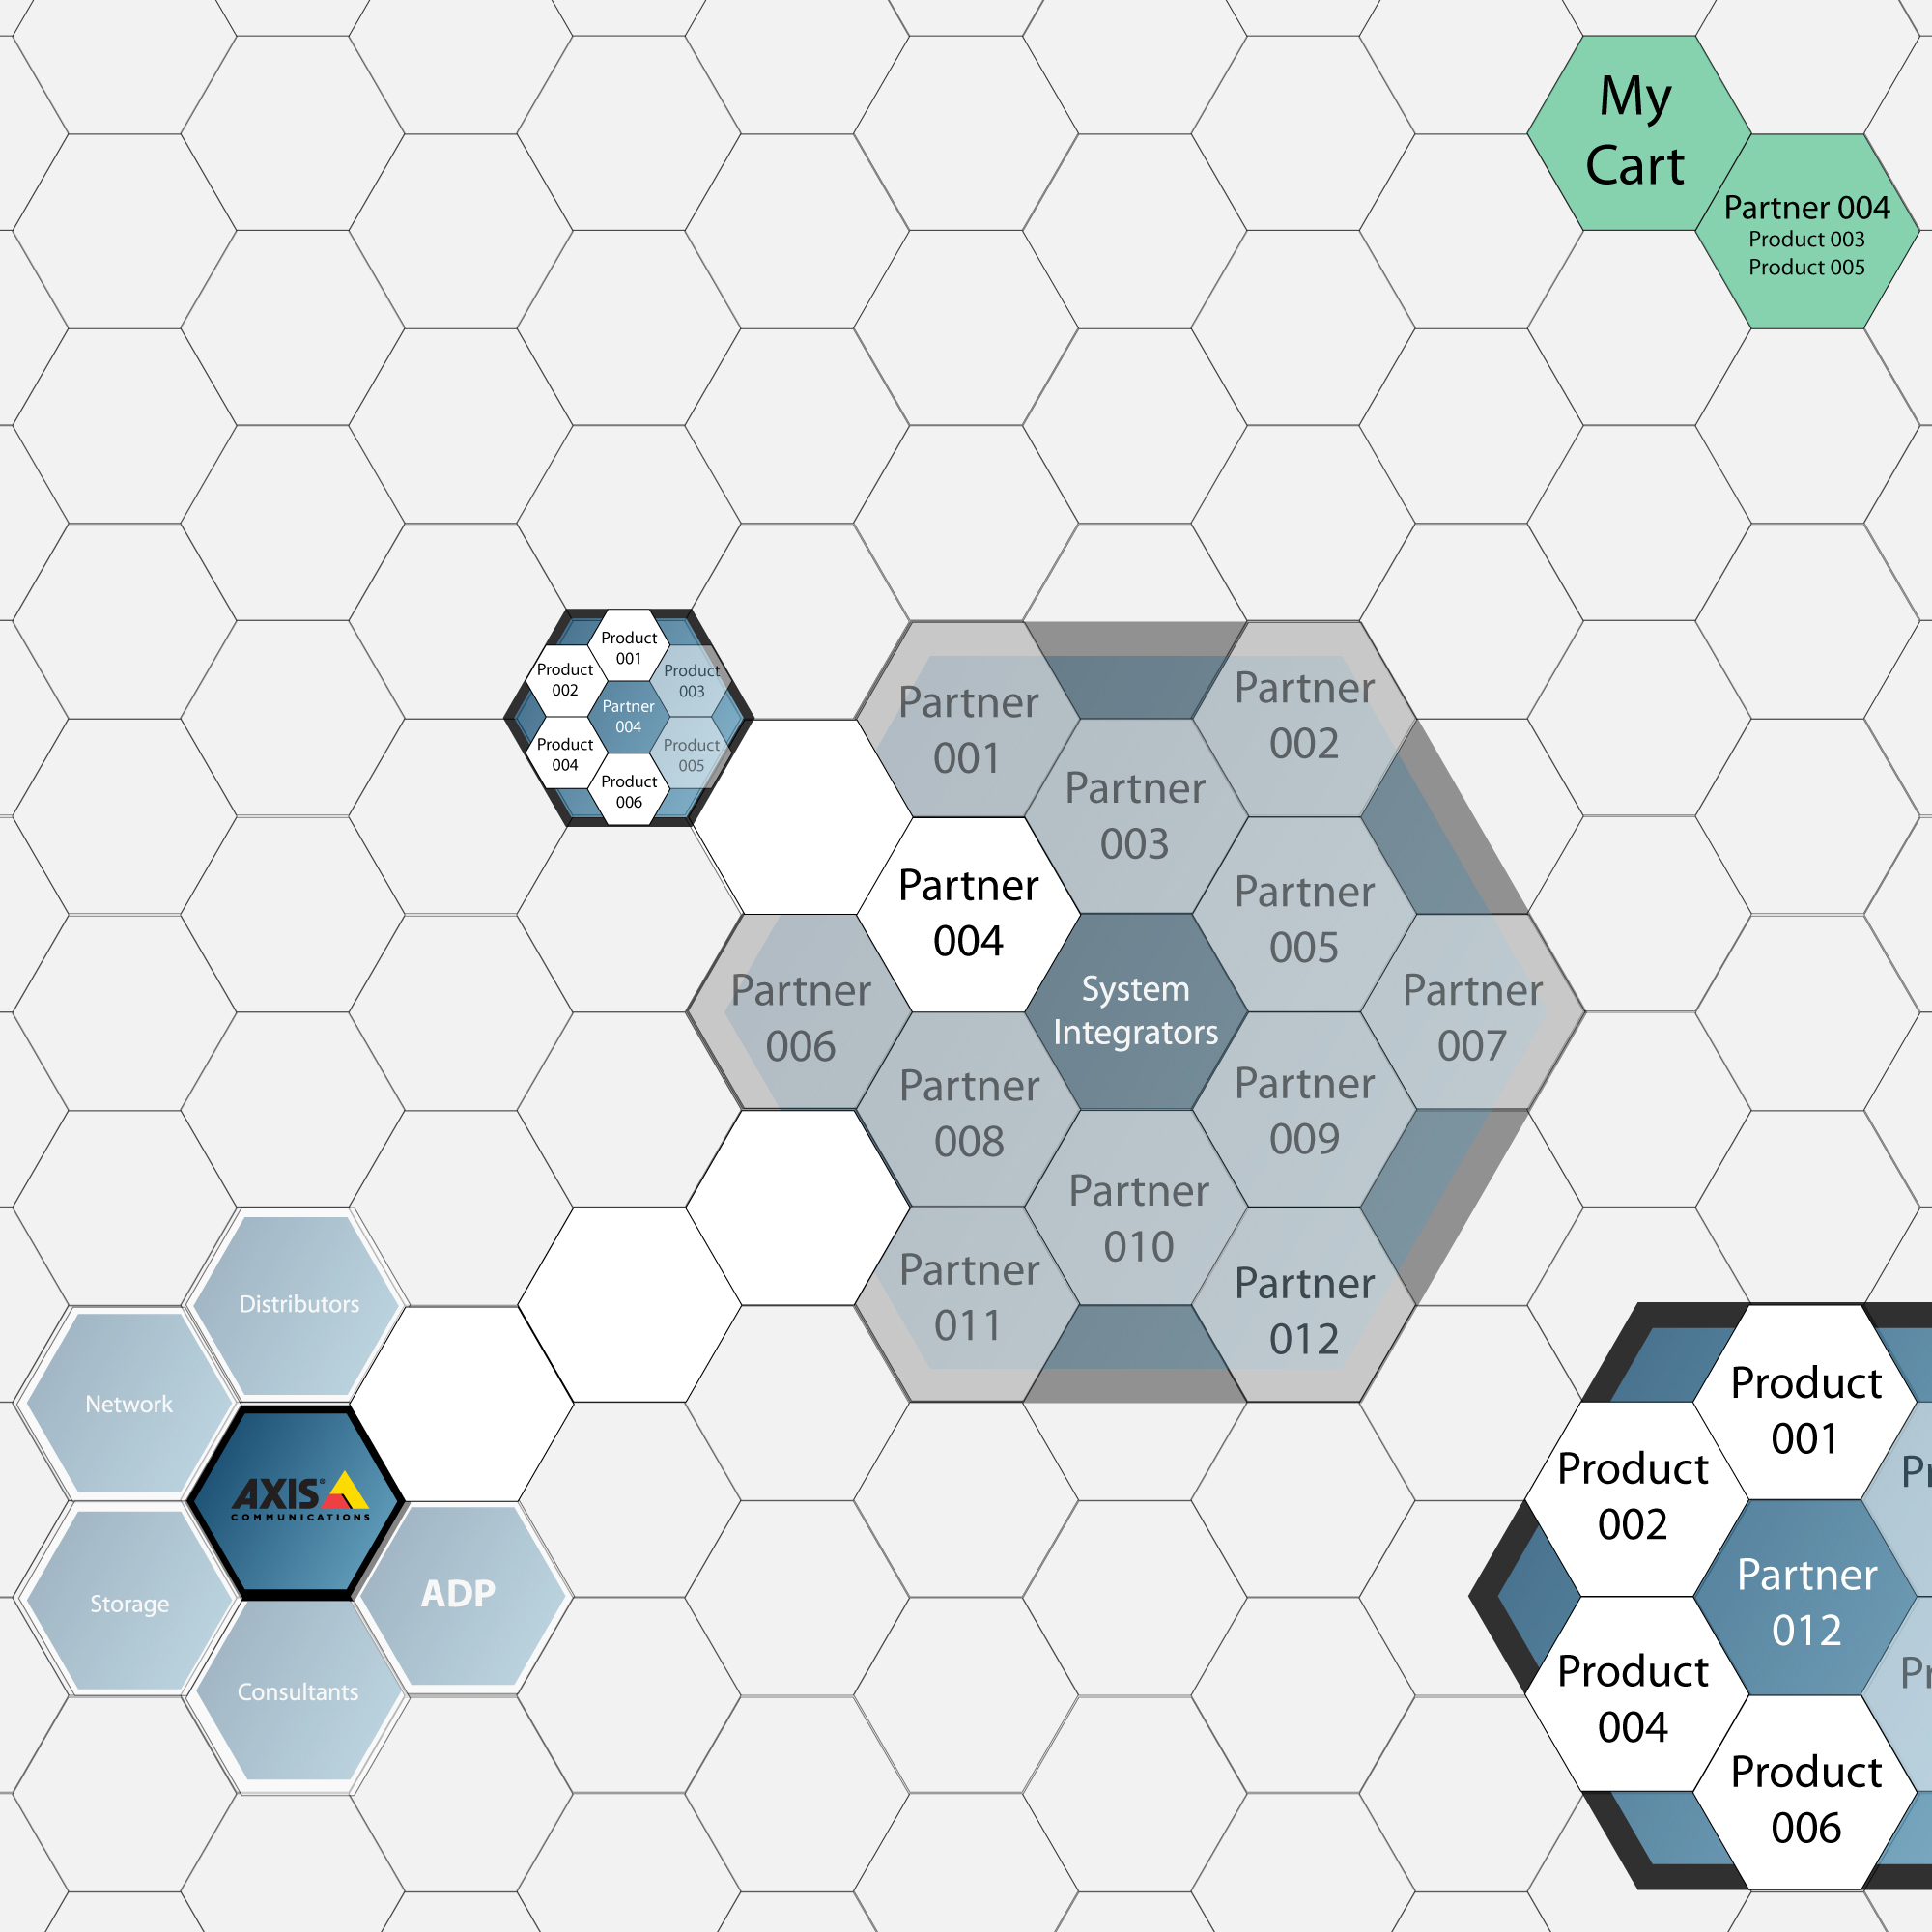 My
Cart
Partner 004
Product 003
Product 005
Product
001
Product
002
Product
003
Partner
004
Product
004
Product
005
Product
006
Partner
001
Partner
002
Partner
003
Partner
004
Partner
005
Partner
006
System
Integrators
Partner
007
Partner
008
Partner
009
Partner
010
Partner
011
Partner
012
Distributors
Network
AXIS
COMMUNICATIONS
Storage
ADP
Consultants
Product
001
Product
002
Partner
012
Product
004
Product
006